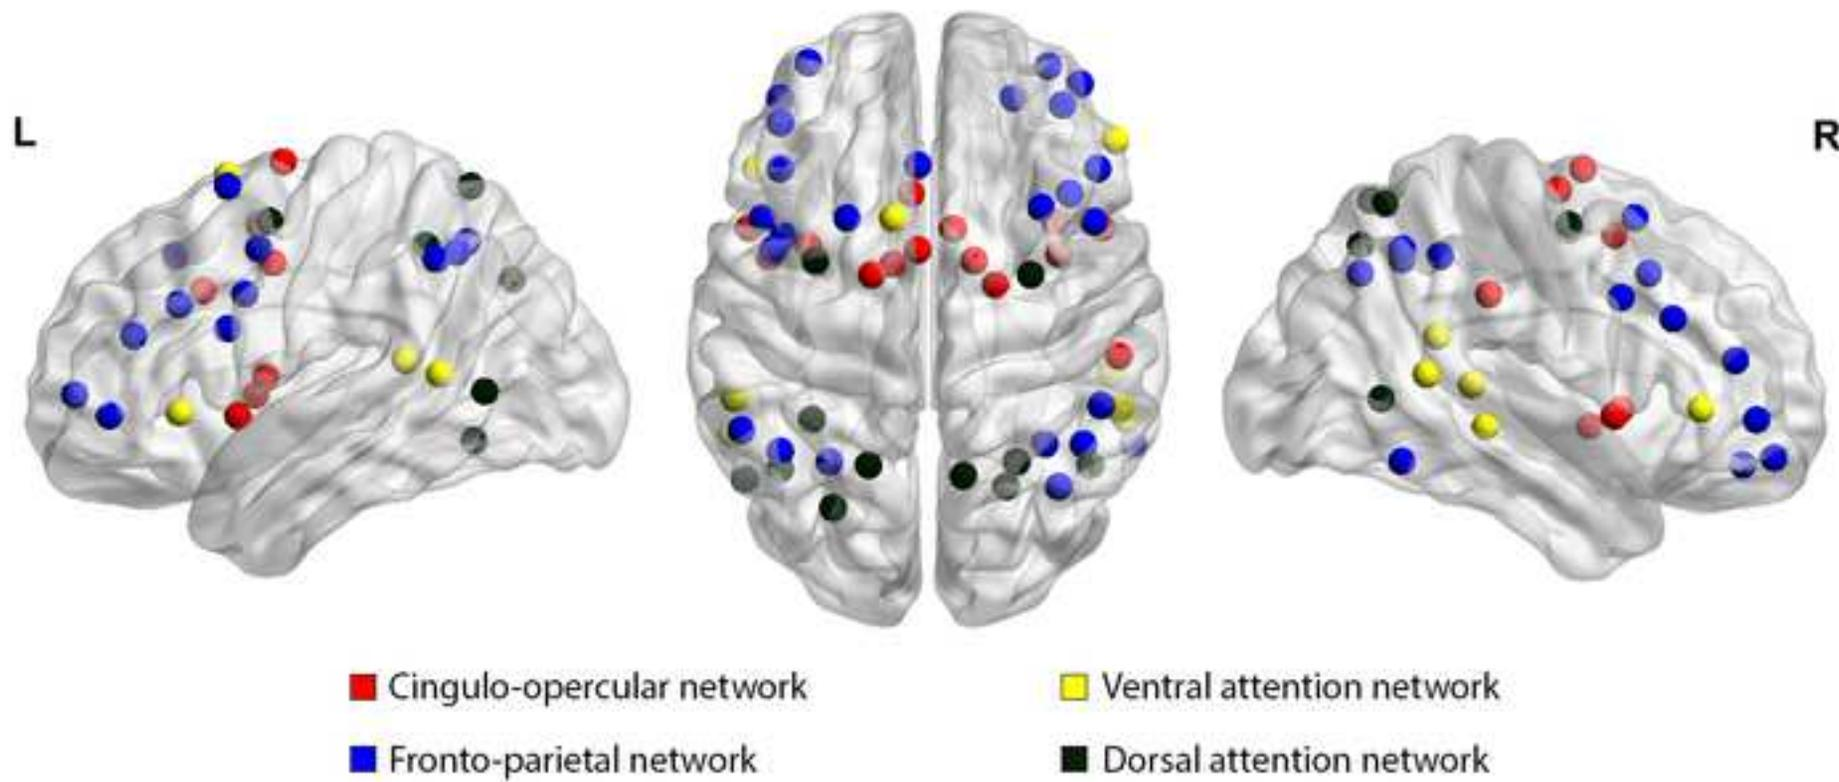 L
R
Cingulo-opercular network
Ventral attention network
Fronto-parietal network
Dorsal attention network